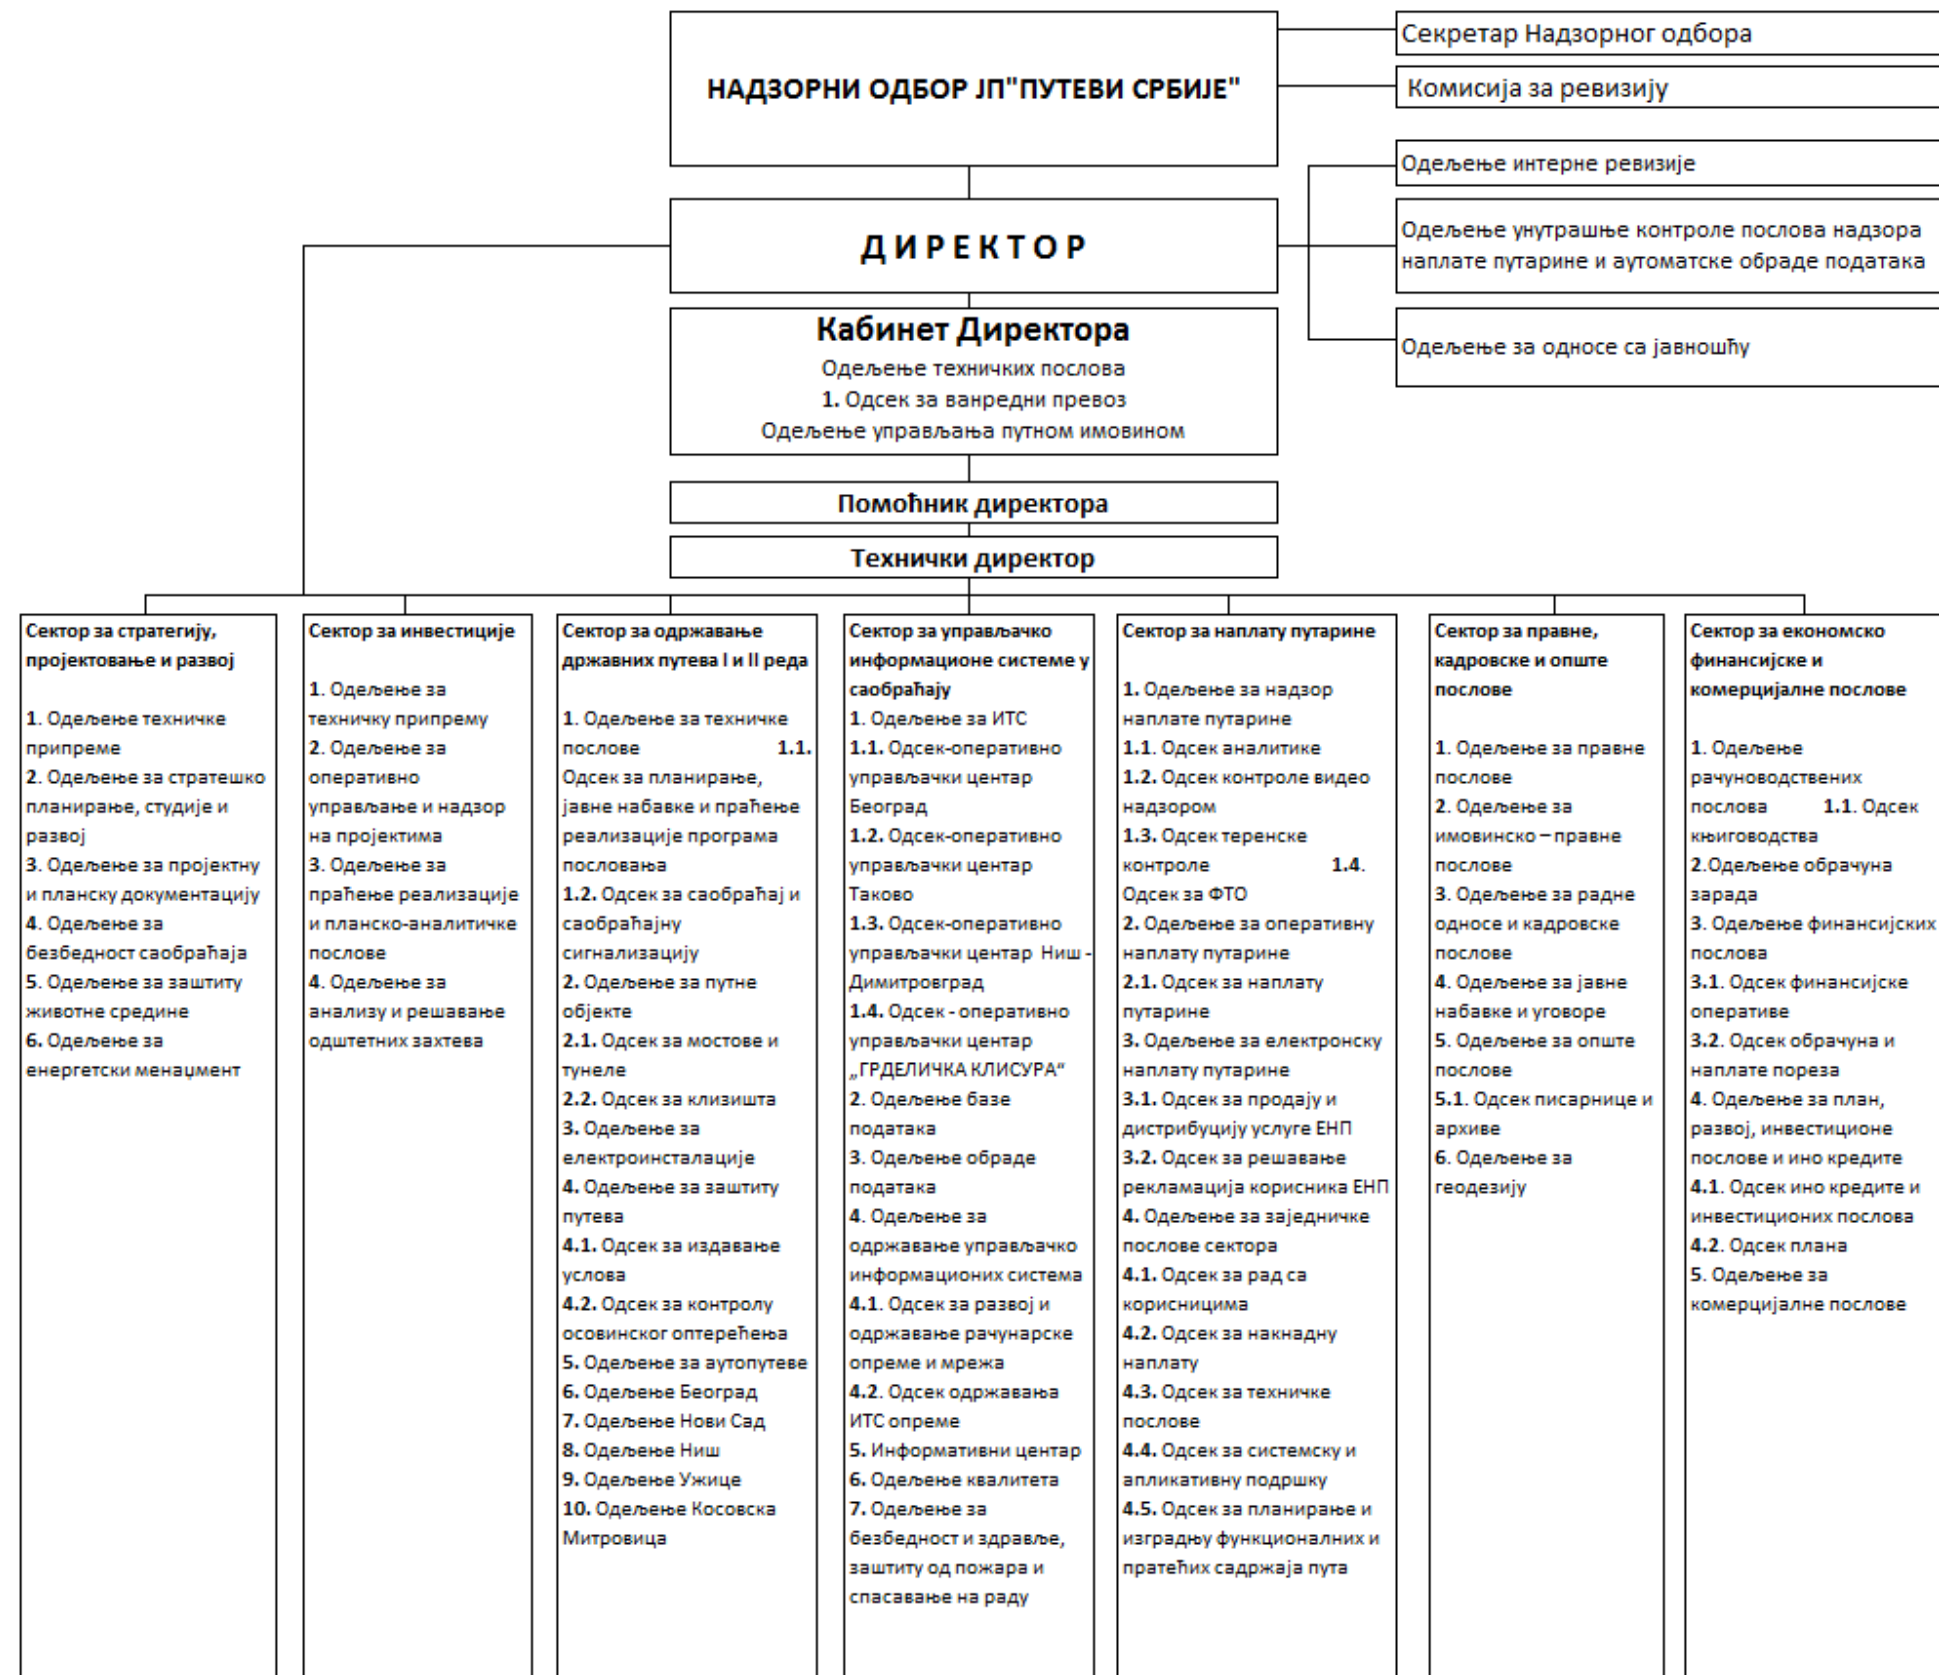 НАДЗОРНИ ОДБОР ЈП"ПУТЕВИ СРБИЈЕ"
Секретар Надзорног одбора
Комисија за ревизију
Одељење интерне ревизије
Одељење унутрашње контроле послова надзора
наплате путарине и аутоматске обраде података
Одељење за односе са јавношћу
Д И Р Е К Т О Р
Кабинет Директора
Одељење техничких послова
1. Одсек за ванредни превоз
Одељење управљања путном имовином
Помоћник директора
Технички директор
Сектор за стратегију,
пројектовање и развој
1. Одељење техничке
припреме
2. Одељење за стратешко
планирање, студије и
развој
3. Одељење за пројектну
и планску документацију
4. Одељење за
безбедност саобраћаја
5. Одељење за заштиту
животне средине
6. Одељење за
енергетски менаџмент
Сектор за инвестиције
1. Одељење за
техничку припрему
2. Одељење за
оперативно
управљање и надзор
на пројектима
3. Одељење за
праћење реализације
и планско-аналитичке
послове
4. Одељење за
анализу и решавање
одштетних захтева
Сектор за одржавање
државних путева I и II реда
1. Одељење за техничке
послове 1.1.
Одсек за планирање,
јавне набавке и праћење
реализације програма
пословања
1.2. Одсек за саобраћај и
саобраћајну
сигнализацију
2. Одељење за путне
објекте
2.1. Одсек за мостове и
тунеле
2.2. Одсек за клизишта
3. Одељење за
електроинсталације
4. Одељење за заштиту
путева
4.1. Одсек за издавање
услова
4.2. Одсек за контролу
осовинског оптерећења
5. Одељење за аутопутеве
6. Одељење Београд
7. Одељење Нови Сад
8. Одељење Ниш
9. Одељење Ужице
10. Одељење Косовска
Митровица
Сектор за управљачко
информационе системе у
саобраћају
1. Одељење за ИТС
1.1. Одсек-оперативно
управљачки центар
Београд
1.2. Одсек-оперативно
управљачки центар
Таково
1.3. Одсек-оперативно
управљачки центар Ниш -
Димитровград
1.4. Одсек - оперативно
управљачки центар
„ГРДЕЛИЧКА КЛИСУРА“
2. Одељење базе
података
3. Одељење обраде
података
4. Одељење за
одржавање управљачко
информационих система
4.1. Одсек за развој и
одржавање рачунарске
опреме и мрежа
4.2. Одсек одржавања
ИТС опреме
5. Информативни центар
6. Одељење квалитета
7. Одељење за
безбедност и здравље,
заштиту од пожара и
спасавање на раду
Сектор за наплату путарине
1. Одељење за надзор
наплате путарине
1.1. Одсек аналитике
1.2. Одсек контроле видео
надзором
1.3. Одсек теренске
контроле 1.4.
Одсек за ФТО
2. Одељење за оперативну
наплату путарине
2.1. Одсек за наплату
путарине
3. Одељење за електронску
наплату путарине
3.1. Одсек за продају и
дистрибуцију услуге ЕНП
3.2. Одсек за решавање
рекламација корисника ЕНП
4. Одељење за заједничке
послове сектора
4.1. Одсек за рад са
корисницима
4.2. Одсек за накнадну
наплату
4.3. Одсек за техничке
послове
4.4. Одсек за системску и
апликативну подршку
4.5. Одсек за планирање и
изградњу функционалних и
пратећих садржаја пута
Сектор за правне,
кадровске и опште
послове
1. Одељење за правне
послове
2. Одељење за
имовинско – правне
послове
3. Одељење за радне
односе и кадровске
послове
4. Одељење за јавне
набавке и уговоре
5. Одељење за опште
послове
5.1. Одсек писарнице и
архиве
6. Одељење за
геодезију
Сектор за економско
финансијске и
комерцијалне послове
1. Одељење
рачуноводствених
послова 1.1. Одсек
књиговодства
2.Одељење обрачуна
зарада
3. Одељење финансијских
послова
3.1. Одсек финансијске
оперативе
3.2. Одсек обрачуна и
наплате пореза
4. Одељење за план,
развој, инвестиционе
послове и ино кредите
4.1. Одсек ино кредите и
инвестиционих послова
4.2. Одсек плана
5. Одељење за
комерцијалне послове